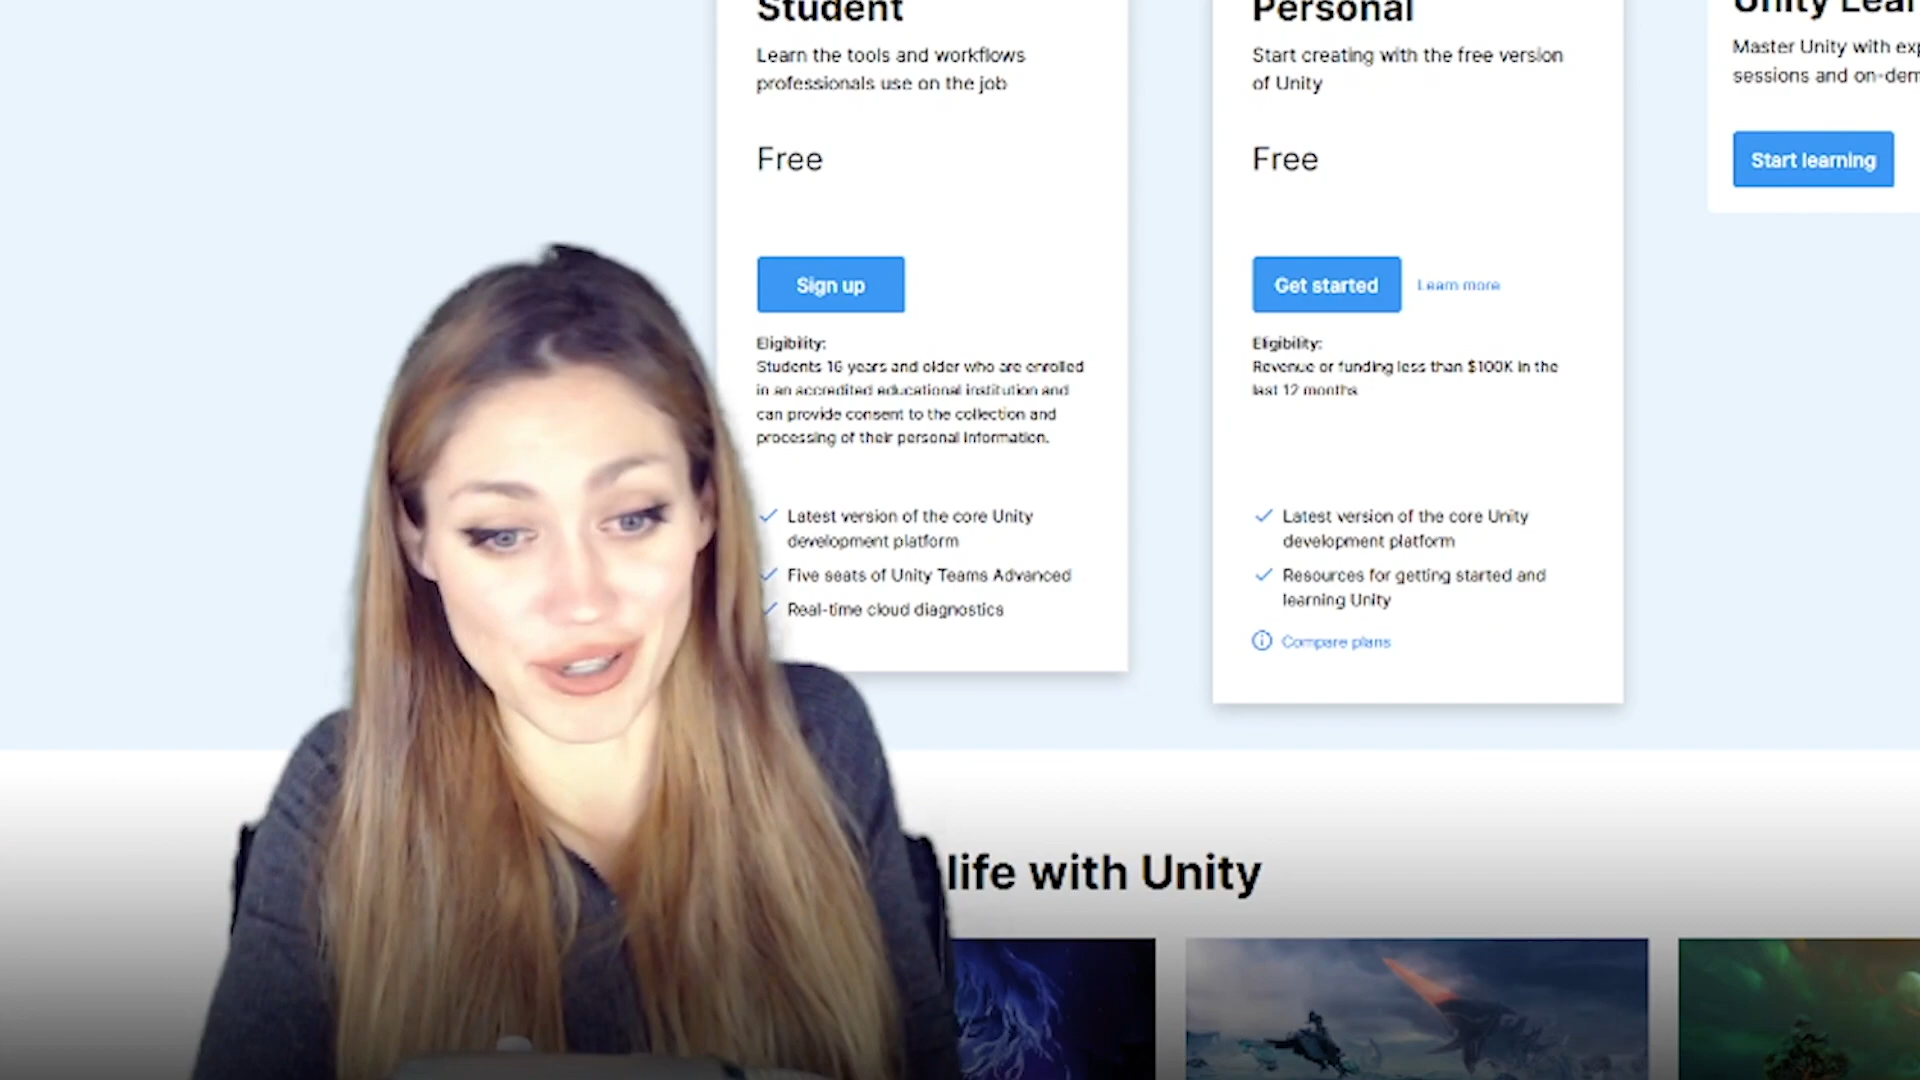 Student
Learn the tools and workflows
professionals use on the job
Free
Sign up
Eligibility:
Students 16 years and older who are enrolled
in an accredited educational institution and
can provide consent to the collection and
processing of their personal information.
Latest version of the core Unity
development platform
Five seats of Unity Teams Advanced
Real-time cloud diagnostics
Personal
Start creating with the free version
of Unity
Free
Get started
Learn more
Eligibility:
Revenue or funding less than $100K in the
last 12 months
Latest version of the core Unity
development platform
Resources for getting started and
learning Unity
Compare plans
Unity Lear
Master Unity with exp
sessions and on-dem
Start learning
life with Unity